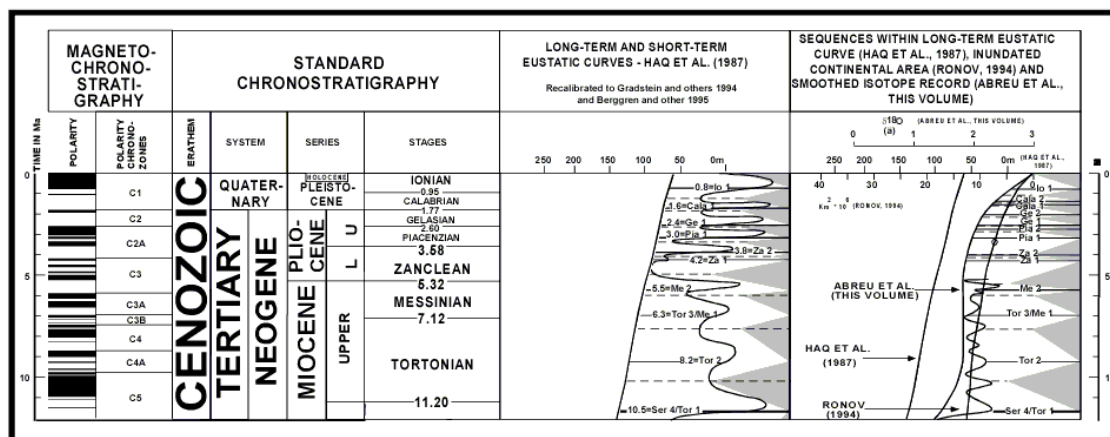 MAGNETO-
CHRONO-
STRATI-
GRAPHY
STANDARD
CHRONOSTRATIGRAPHY
LONG-TERM AND SHORT-TERM
EUSTATIC CURVES - HAQ ET AL. (1987)
Recalibrated to Gradstein and others 1994
and Berggren and other 1995
SEQUENCES WITHIN LONG-TERM EUSTATIC
CURVE (HAQ ET AL., 1987), INUNDATED
CONTINENTAL AREA (RONOV, 1994) AND
SMOOTHED ISOTOPE RECORD (ABREU ET AL.,
THIS VOLUME)
TIME IN Ma
POLARITY
POLARITY
CHRONO-
ZONES
ERATHEM
SYSTEM
SERIES
STAGES
250 200 150 100 50 0m
δ18O
(a)
(ABREU ET AL., THIS VOLUME)
0 1 2 3
250 200 150 100 50 0m
(HAQ ET AL.,
1987)
40 30 20 10 0
Km² * 10⁶ (RONOV, 1994)
0
5
10
C1
C2
C2A
C3
C3A
C3B
C4
C4A
C5
CENOZOIC
QUATER-
NARY
TERTIARY
NEOGENE
HOLOCENE
PLEISTO-
CENE
PLIO-
CENE
U
L
MIOCENE
UPPER
IONIAN
0.95
CALABRIAN
1.77
GELASIAN
2.60
PIACENZIAN
3.58
ZANCLEAN
5.32
MESSINIAN
7.12
TORTONIAN
11.20
0.8=Io 1
1.6=Cala 1
2.4=Ge 1
3.0=Pia 1
3.8=Za 2
4.2=Za 1
5.5=Me 2
6.3=Tor 3/Me 1
8.2=Tor 2
10.5=Ser 4/Tor 1
Io 1
Cala 2
Cala 1
Ge 2
Ge 1
Pia 2
Pia 1
Za 2
Za 1
Me 2
Tor 3/Me 1
Tor 2
Ser 4/Tor 1
ABREU ET AL.
(THIS VOLUME)
HAQ ET AL.
(1987)
RONOV
(1994)
0
5
1